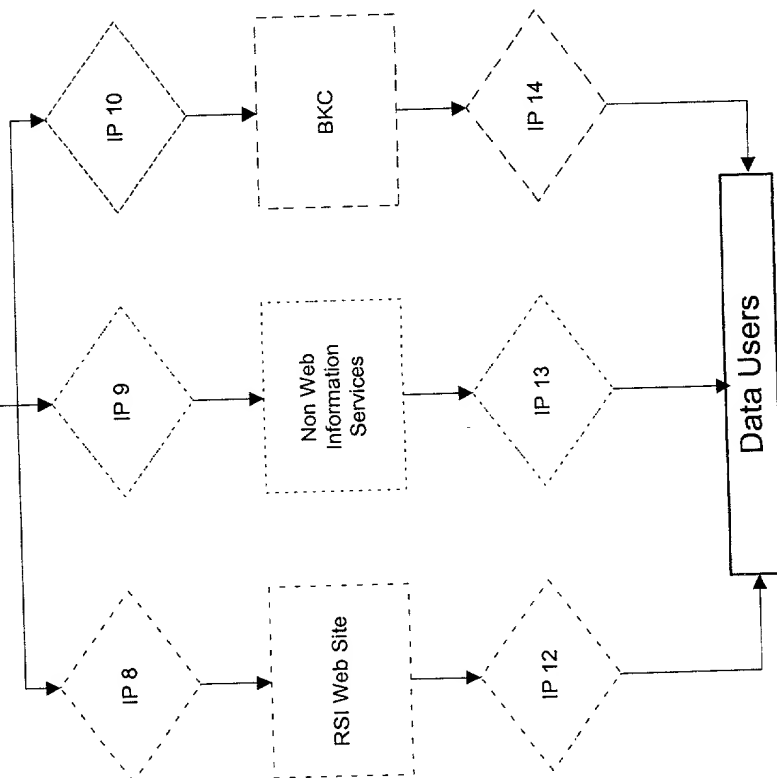 IP 8
IP 9
IP 10
RSI Web Site
Non Web
Information
Services
BKC
IP 12
IP 13
IP 14
Data Users